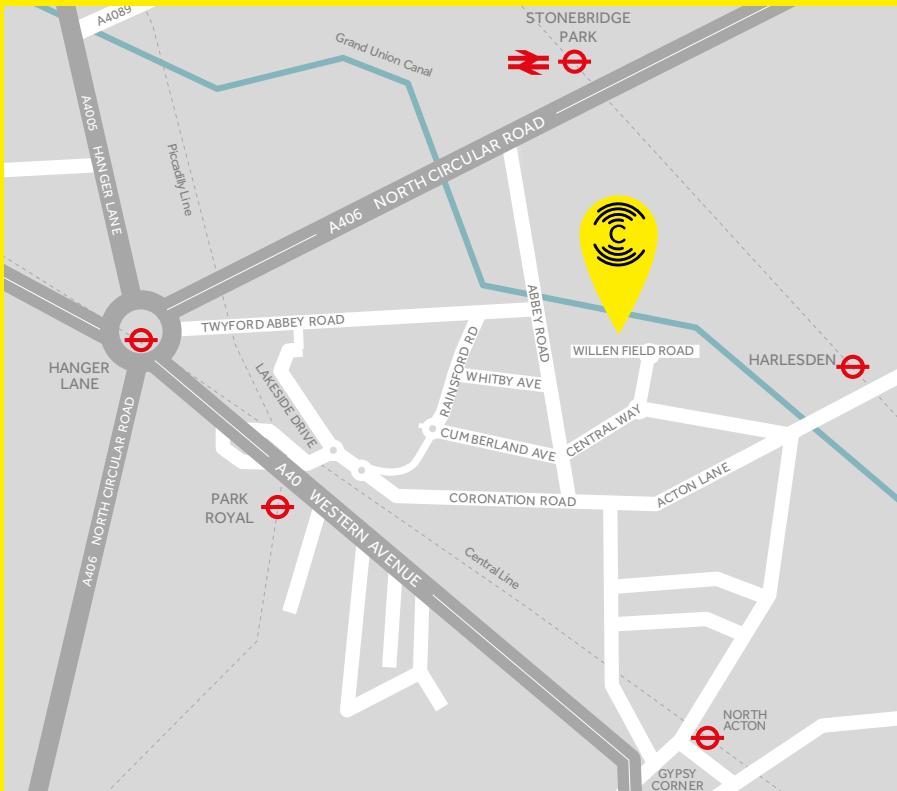 A4089
STONEBRIDGE
PARK
Grand Union Canal
A4005 HANGER LANE
A406 NORTH CIRCULAR ROAD
Piccadilly Line
C
TWYFORD ABBEY ROAD
ABBEY ROAD
WILLEN FIELD ROAD
HARLESDEN
HANGER
LANE
LAKESIDE DRIVE
RAINSFORD RD
WHITBY AVE
CUMBERLAND AVE
CENTRAL WAY
A406 NORTH CIRCULAR ROAD
PARK
ROYAL
A40 WESTERN AVENUE
CORONATION ROAD
ACTON LANE
Central Line
NORTH
ACTON
GYPSY
CORNER